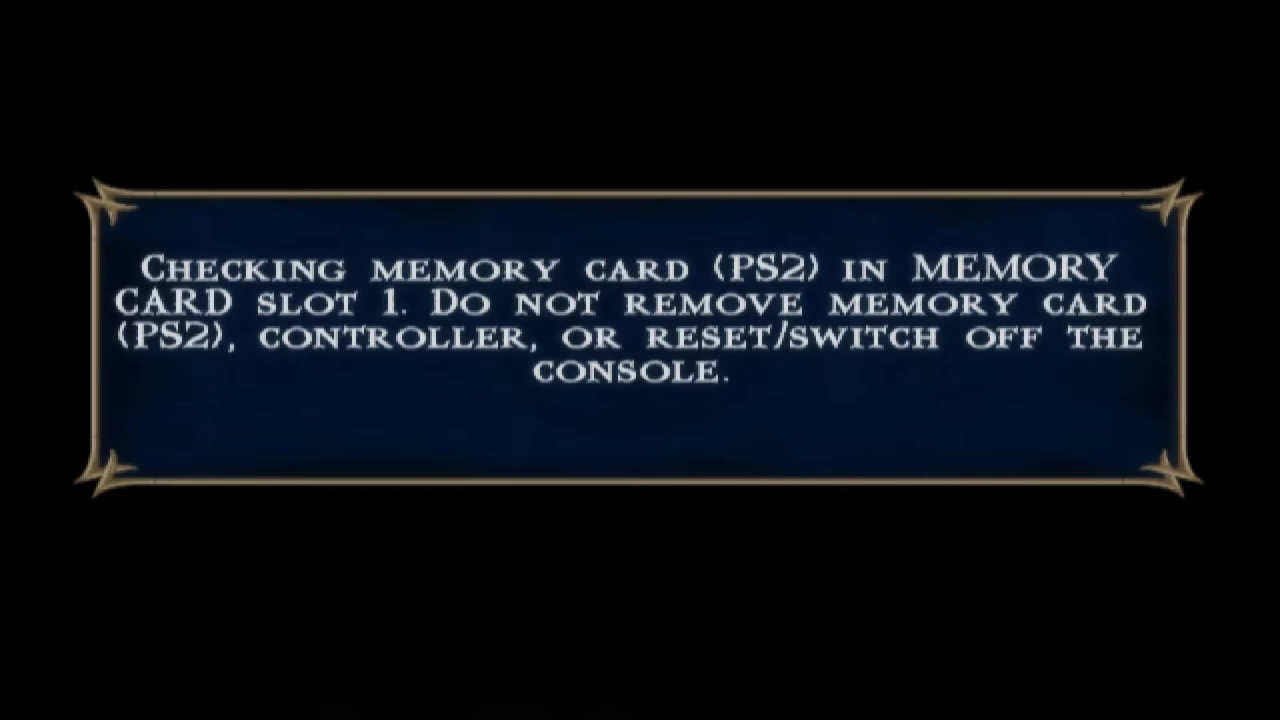 Checking memory card (PS2) in MEMORY
CARD slot 1. Do not remove memory card
(PS2), controller, or reset/switch off the
console.